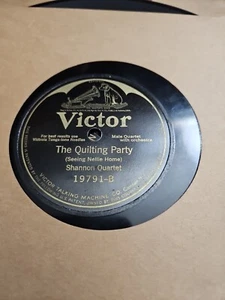 Victor
For best results use
Victrola Tungs-tone Needles
Male Quartet
with orchestra
The Quilting Party
(Seeing Nellie Home)
Shannon Quartet
19791-B
VICTOR TALKING MACHINE CO.